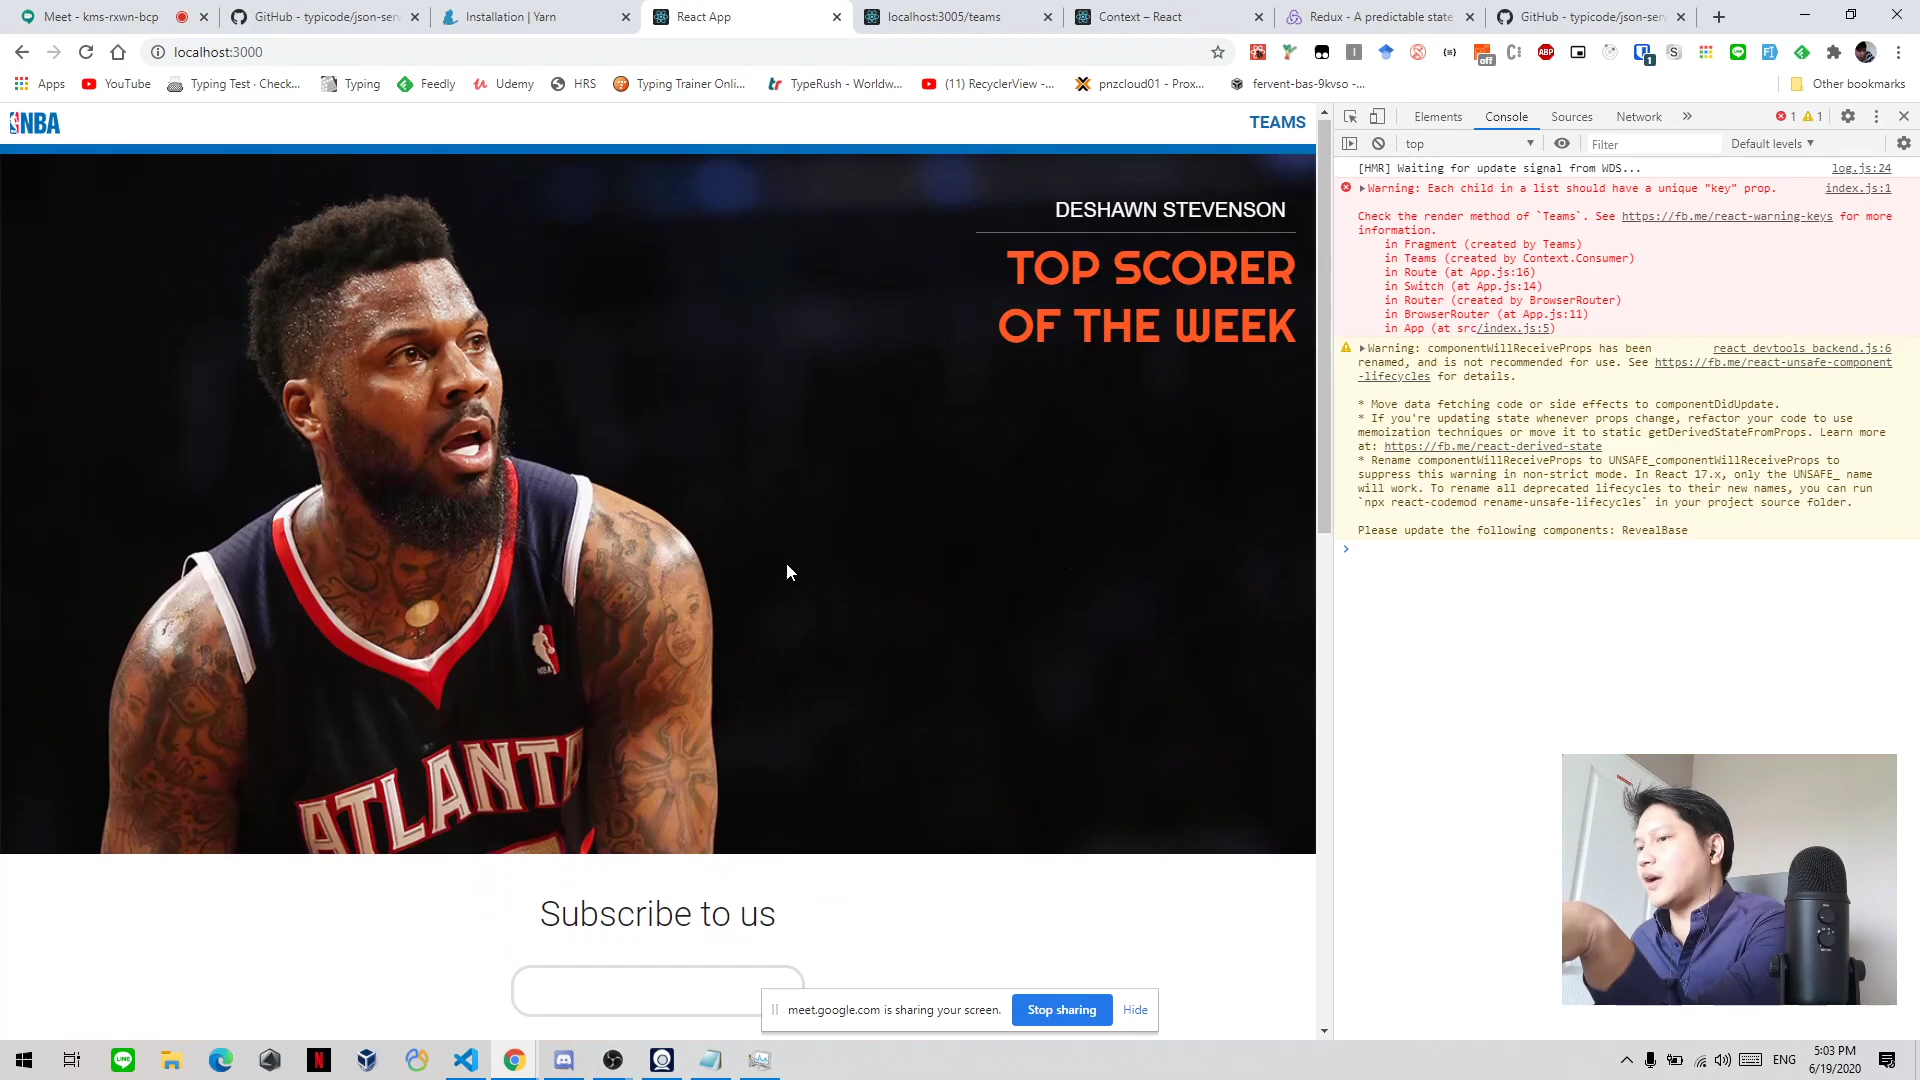 Meet - kms-rxwn-bcp
GitHub - typicode/json-serv
Installation | Yarn
React App
localhost:3005/teams
Context – React
Redux - A predictable state
GitHub - typicode/json-serv
localhost:3000
Apps
YouTube
Typing Test · Check...
Typing
Feedly
Udemy
HRS
Typing Trainer Onli...
TypeRush - Worldw...
(11) RecyclerView -...
pnzcloud01 - Prox...
fervent-bas-9kvso -...
Other bookmarks
NBA
TEAMS
DESHAWN STEVENSON
TOP SCORER
OF THE WEEK
NBA
ATLANTA
Subscribe to us
meet.google.com is sharing your screen.
Stop sharing
Hide
Elements
Console
Sources
Network
1
1
top
Filter
Default levels
[HMR] Waiting for update signal from WDS... log.js:24
Warning: Each child in a list should have a unique "key" prop. index.js:1
Check the render method of `Teams`. See https://fb.me/react-warning-keys for more
information.
in Fragment (created by Teams)
in Teams (created by Context.Consumer)
in Route (at App.js:16)
in Switch (at App.js:14)
in Router (created by BrowserRouter)
in BrowserRouter (at App.js:11)
in App (at src/index.js:5)
Warning: componentWillReceiveProps has been react_devtools_backend.js:6
renamed, and is not recommended for use. See https://fb.me/react-unsafe-component
-lifecycles for details.
* Move data fetching code or side effects to componentDidUpdate.
* If you're updating state whenever props change, refactor your code to use
memoization techniques or move it to static getDerivedStateFromProps. Learn more
at: https://fb.me/react-derived-state
* Rename componentWillReceiveProps to UNSAFE_componentWillReceiveProps to
suppress this warning in non-strict mode. In React 17.x, only the UNSAFE_ name
will work. To rename all deprecated lifecycles to their new names, you can run
`npx react-codemod rename-unsafe-lifecycles` in your project source folder.
Please update the following components: RevealBase
ENG
5:03 PM
6/19/2020